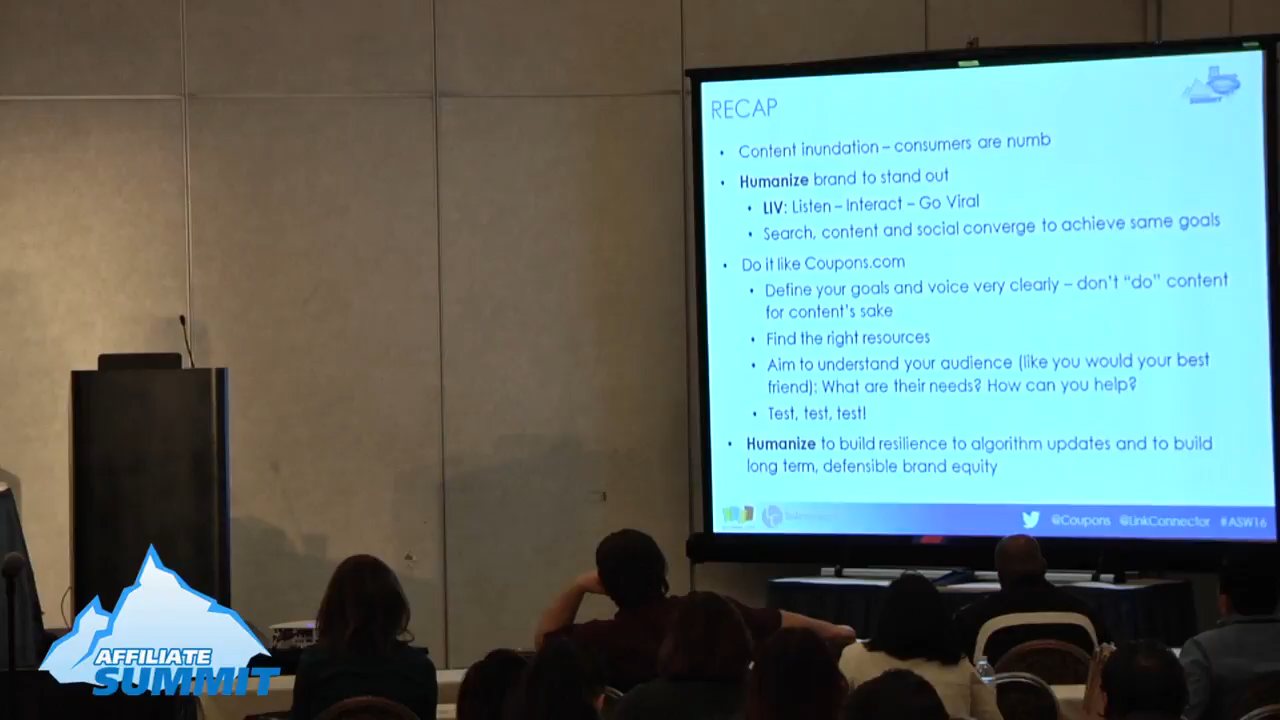 RECAP
SUMMIT
• Content inundation – consumers are numb
• Humanize brand to stand out
• LIV: Listen – Interact – Go Viral
• Search, content and social converge to achieve same goals
• Do it like Coupons.com
• Define your goals and voice very clearly – don't "do" content
for content's sake
• Find the right resources
• Aim to understand your audience (like you would your best
friend): What are their needs? How can you help?
• Test, test, test!
• Humanize to build resilience to algorithm updates and to build
long term, defensible brand equity
@Coupons @LinkConnector #ASW16
AFFILIATE
SUMMIT